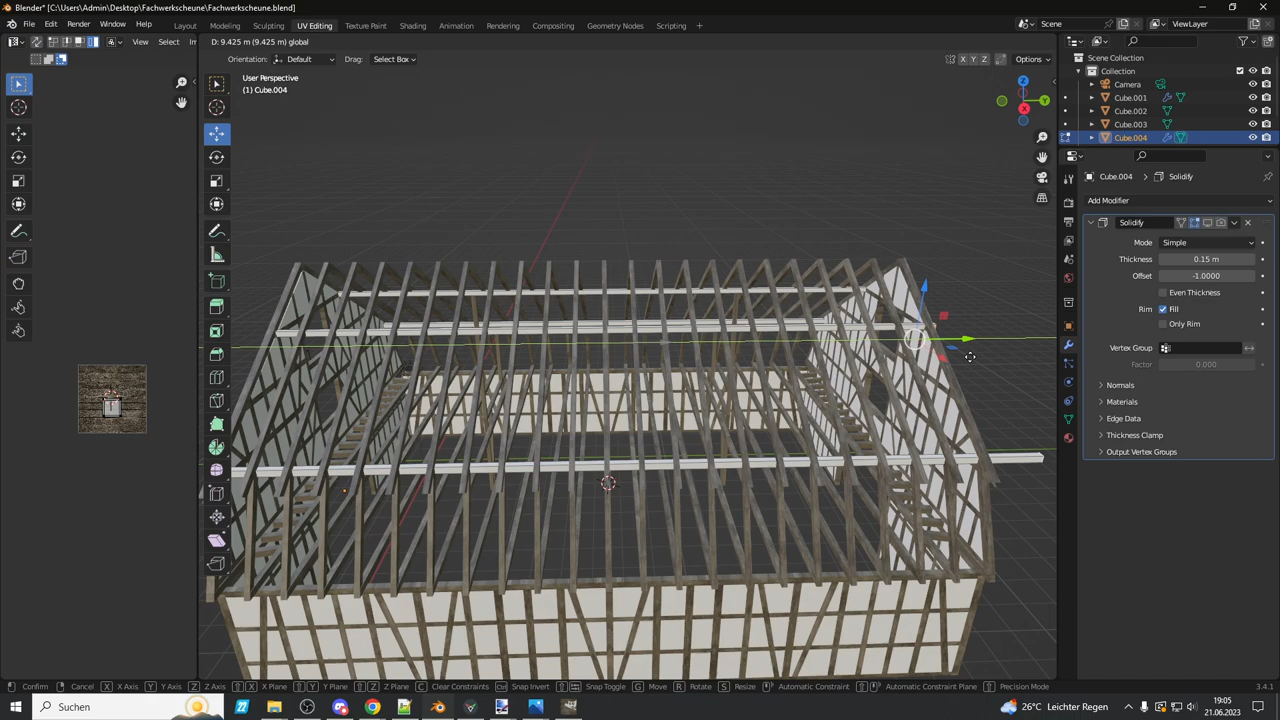 Blender* [C:\Users\Admin\Desktop\Fachwerkscheune\Fachwerkscheune.blend]
File Edit Render Window Help Layout Modeling Sculpting UV Editing Texture Paint Shading Animation Rendering Compositing Geometry Nodes Scripting + Scene ViewLayer
View Select D: 9.425 m (9.425 m) global
Orientation: Default Drag: Select Box X Y Z Options
User Perspective
(1) Cube.004
Scene Collection
Collection
Camera
Cube.001
Cube.002
Cube.003
Cube.004
Z
Y
X
Cube.004 > Solidify
Add Modifier
Solidify
Mode Simple
Thickness 0.15 m
Offset -1.0000
Even Thickness
Rim Fill
Only Rim
Vertex Group
Factor 0.000
Normals
Materials
Edge Data
Thickness Clamp
Output Vertex Groups
Confirm Cancel X X Axis Y Y Axis Z Z Axis X X Plane Y Y Plane Z Z Plane C Clear Constraints Ctrl Snap Invert Snap Toggle G Move R Rotate S Resize Automatic Constraint Automatic Constraint Plane Precision Mode 3.4.1
Suchen 26°C Leichter Regen 19:05
21.06.2023